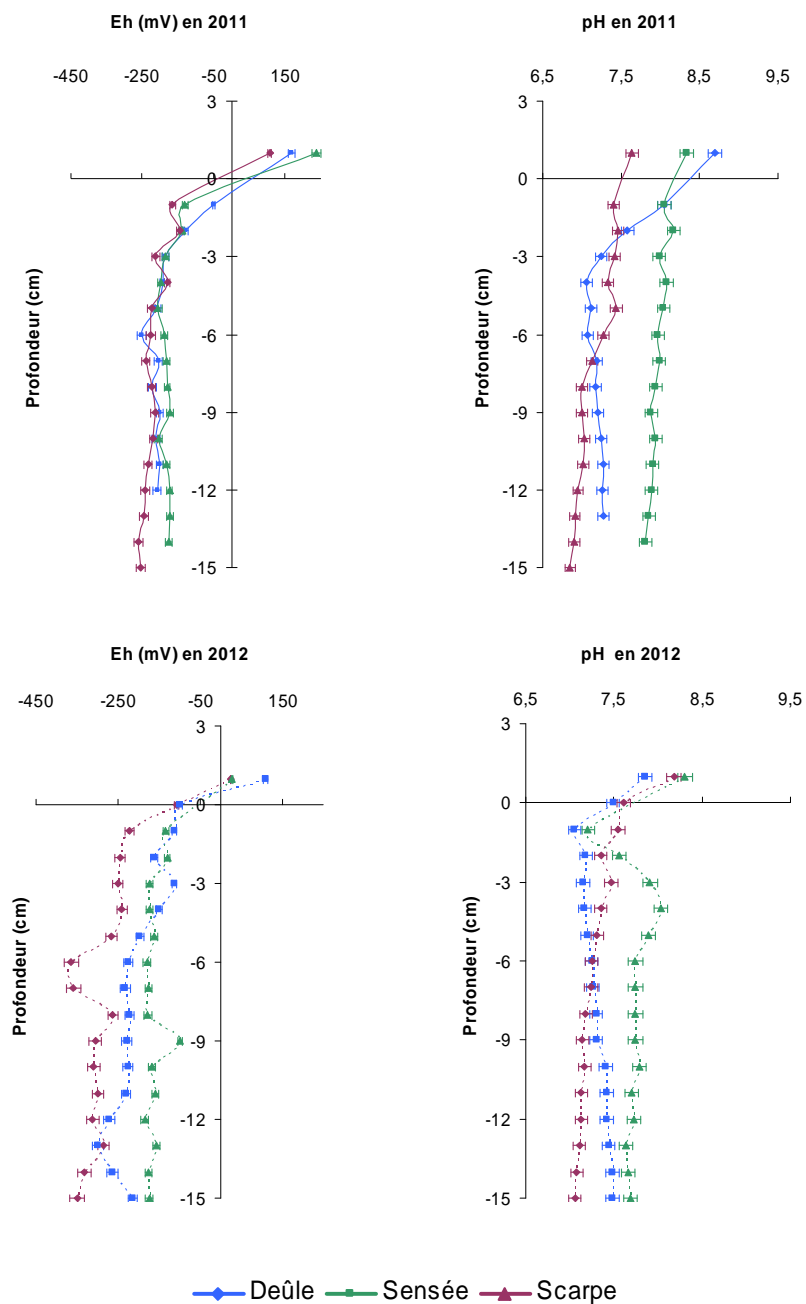 Eh (mV) en 2011
-450 -250 -50 150
3
0
-3
-6
-9
-12
-15
Profondeur (cm)
pH en 2011
6,5 7,5 8,5 9,5
3
0
-3
-6
-9
-12
-15
Profondeur (cm)
Eh (mV) en 2012
-450 -250 -50 150
3
0
-3
-6
-9
-12
-15
Profondeur (cm)
pH en 2012
6,5 7,5 8,5 9,5
3
0
-3
-6
-9
-12
-15
Profondeur (cm)
Deûle Sensée Scarpe